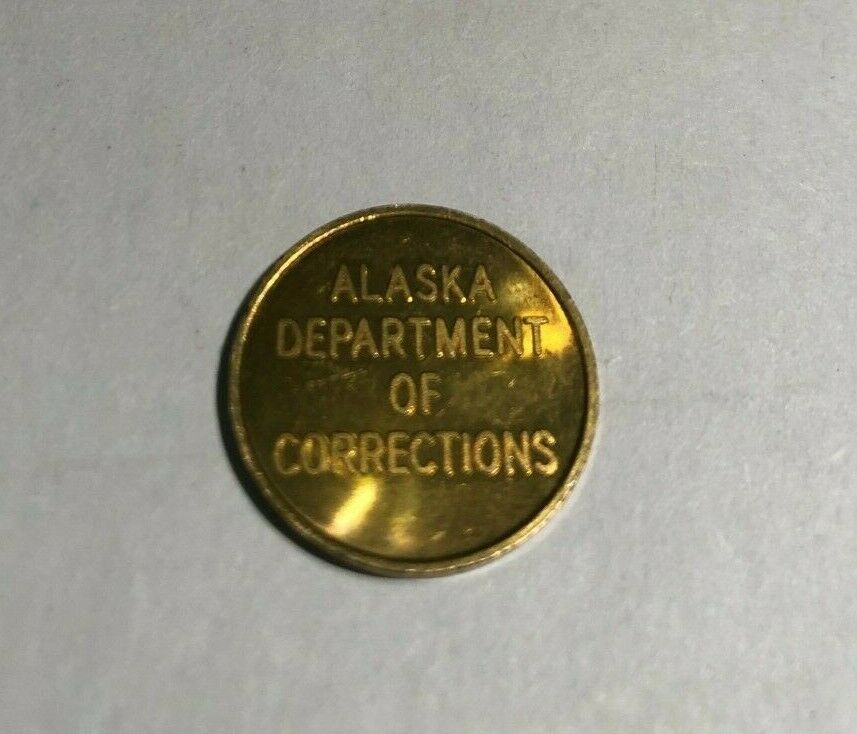 ALASKA
DEPARTMENT
OF
CORRECTIONS